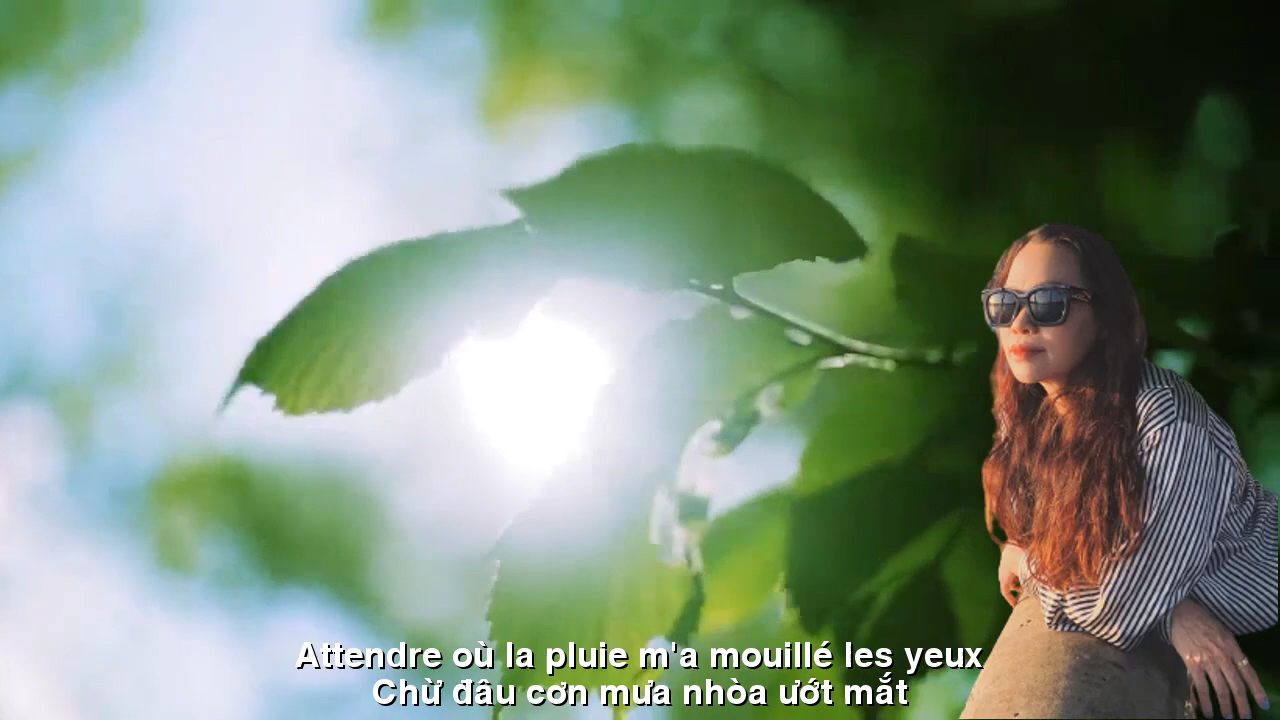 Attendre où la pluie m'a mouillé les yeux
Chừ đâu cơn mưa nhòa ướt mắt